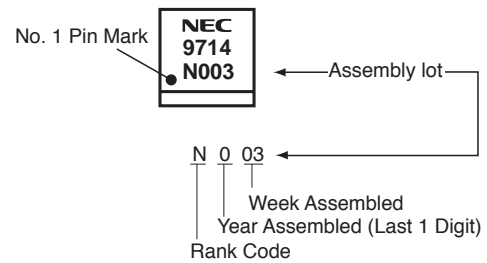 No. 1 Pin Mark
NEC
9714
N003
Assembly lot
N 0 03
Week Assembled
Year Assembled (Last 1 Digit)
Rank Code